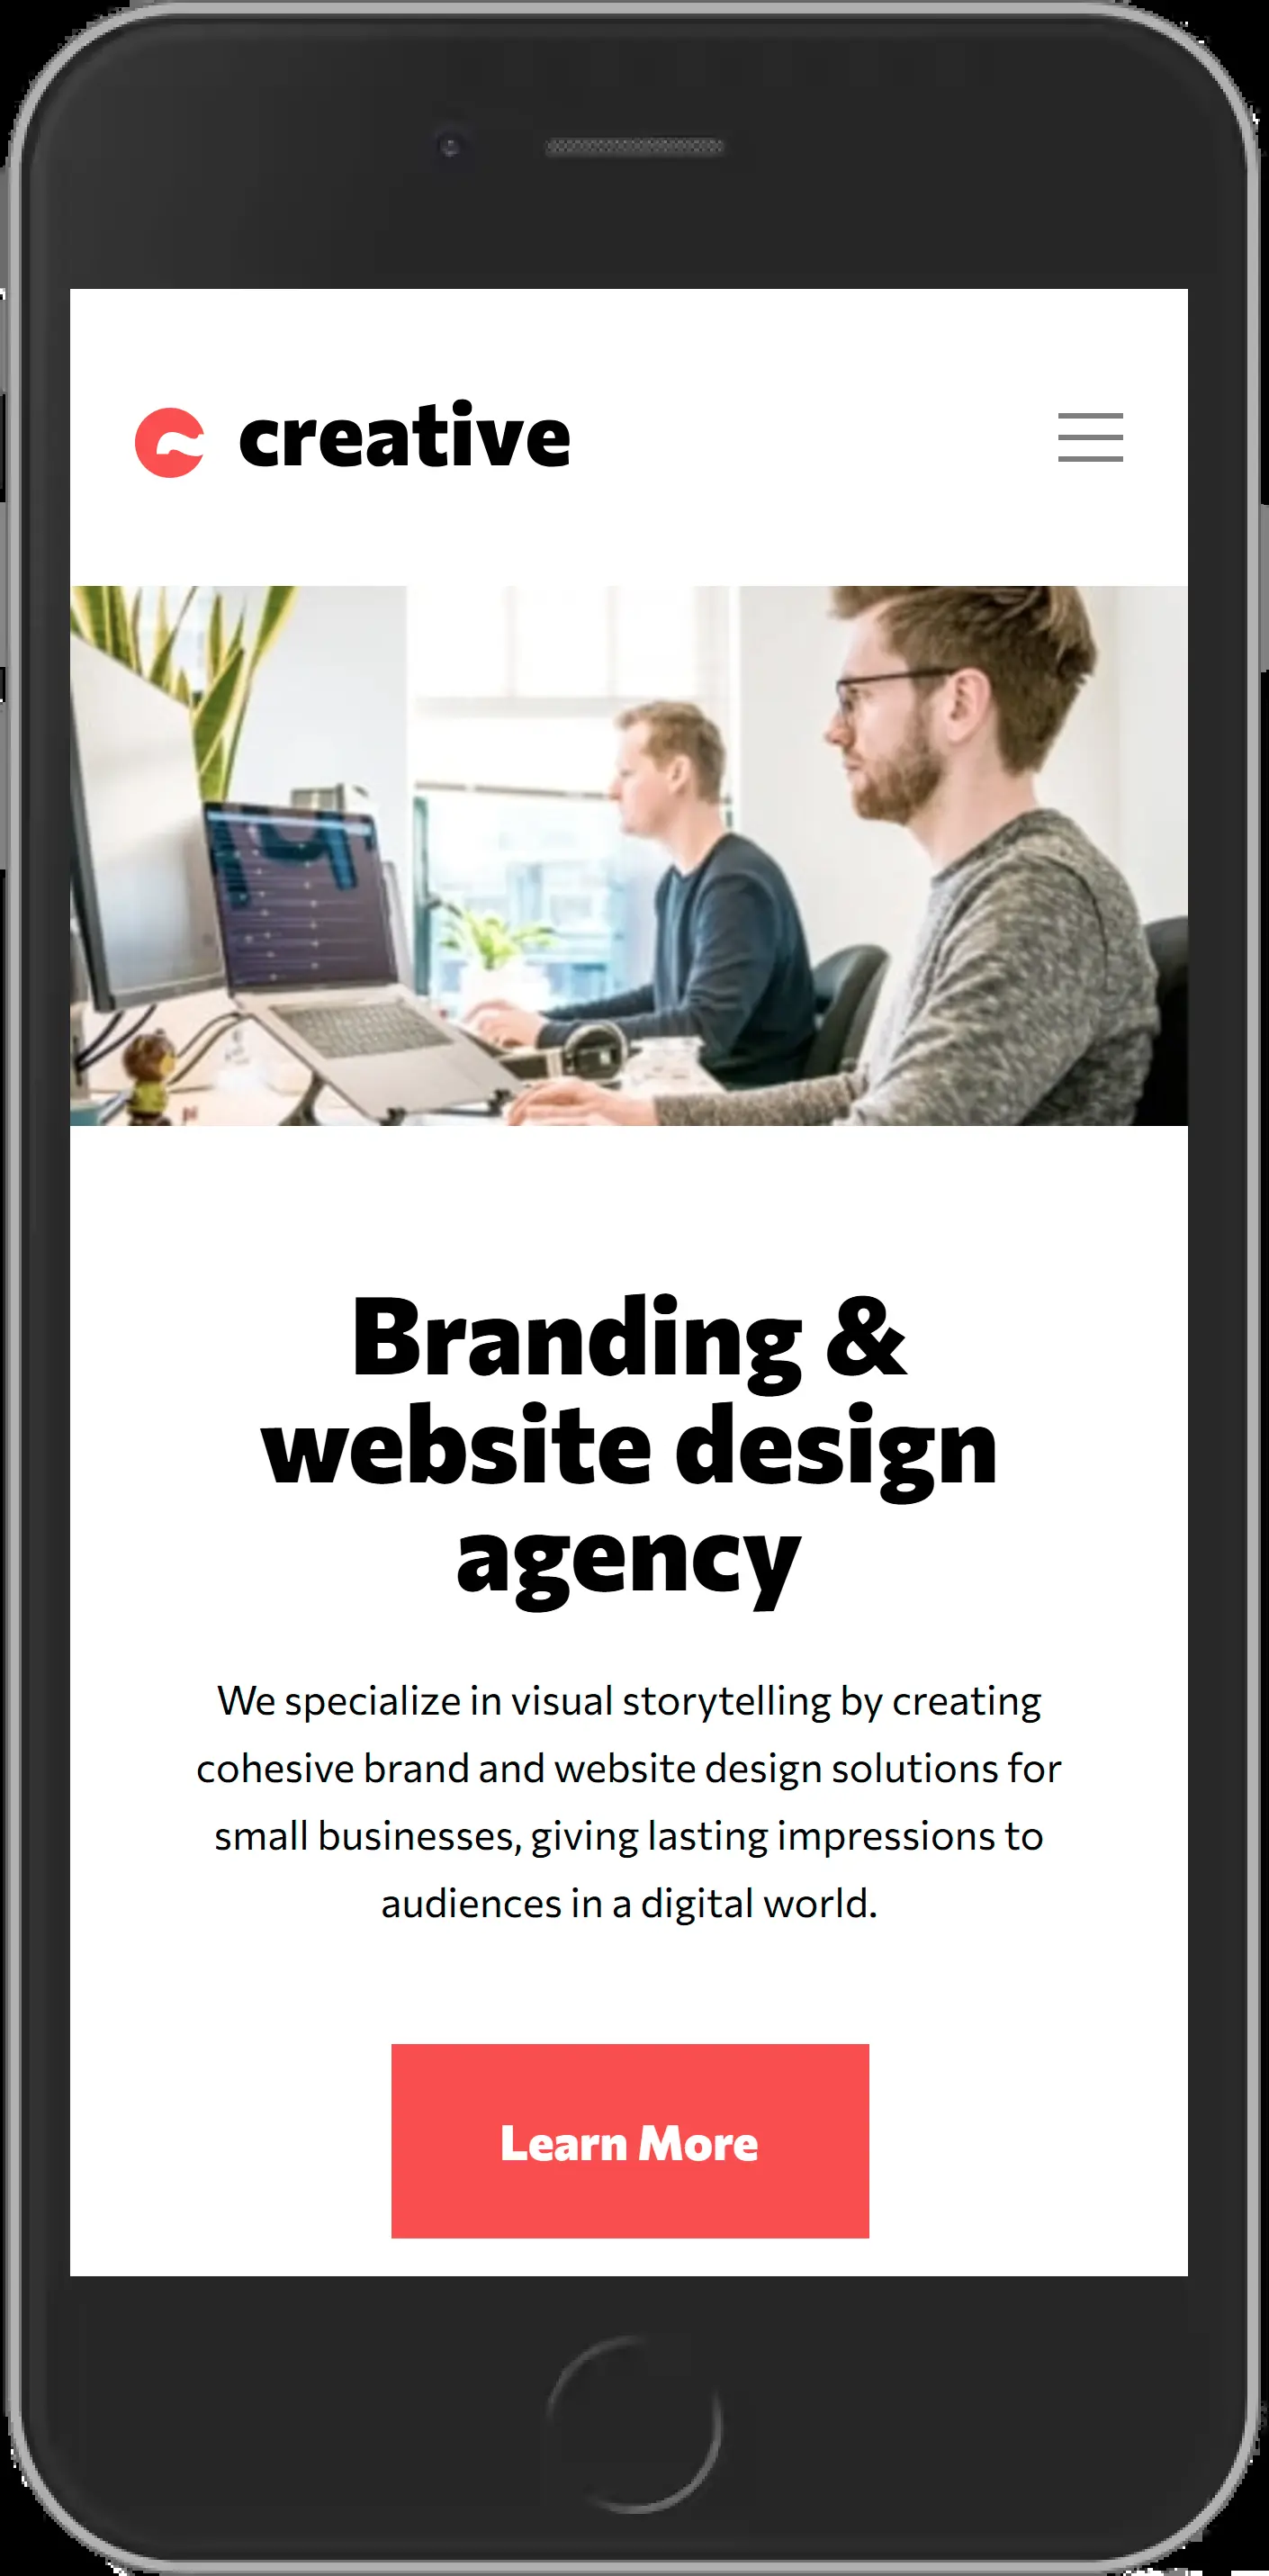 creative
Branding &
website design
agency
We specialize in visual storytelling by creating
cohesive brand and website design solutions for
small businesses, giving lasting impressions to
audiences in a digital world.
Learn More